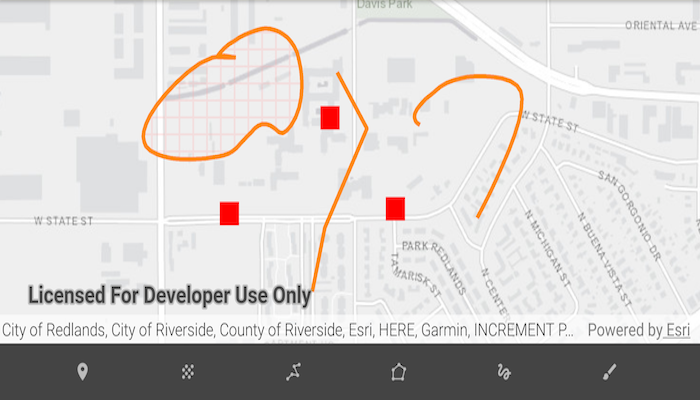 Davis Park
ORIENTAL AVE
W STATE ST
SAN GORGONIO DR
W STATE ST
N MICHIGAN ST
N BUENA VISTA ST
PARK REDLANDS
TAMARISK ST
N CENTE
Licensed For Developer Use Only
City of Redlands, City of Riverside, County of Riverside, Esri, HERE, Garmin, INCREMENT P... Powered by Esri